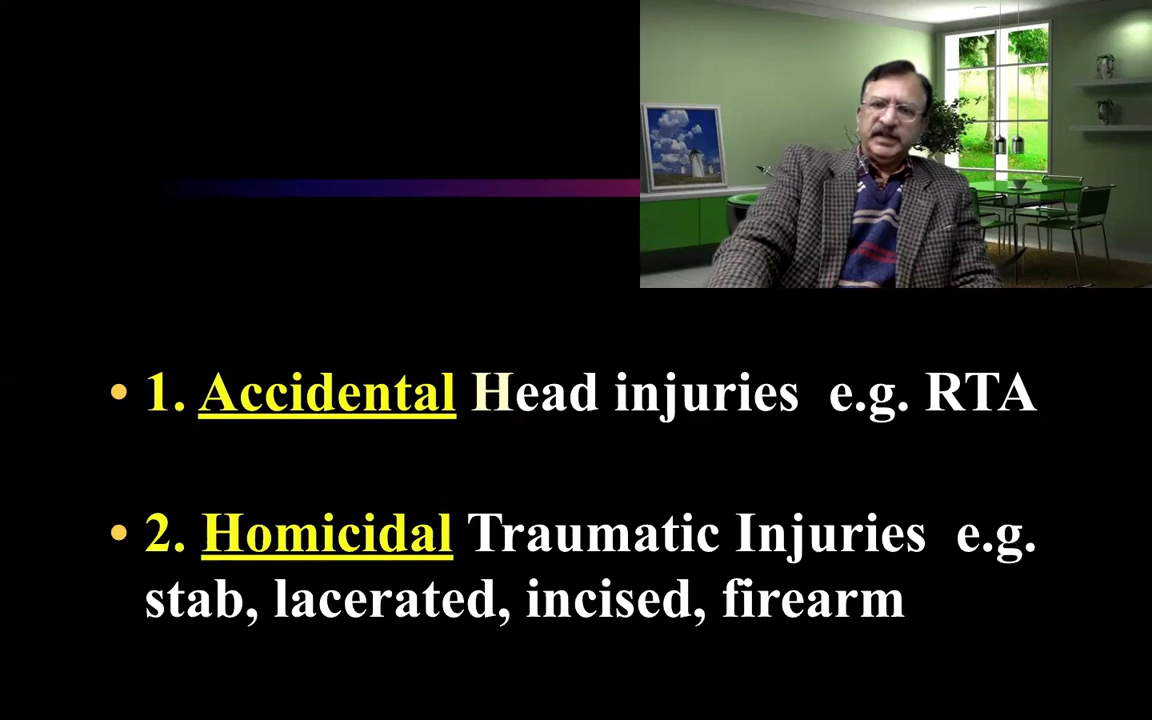 • 1. Accidental Head injuries e.g. RTA
• 2. Homicidal Traumatic Injuries e.g.
stab, lacerated, incised, firearm